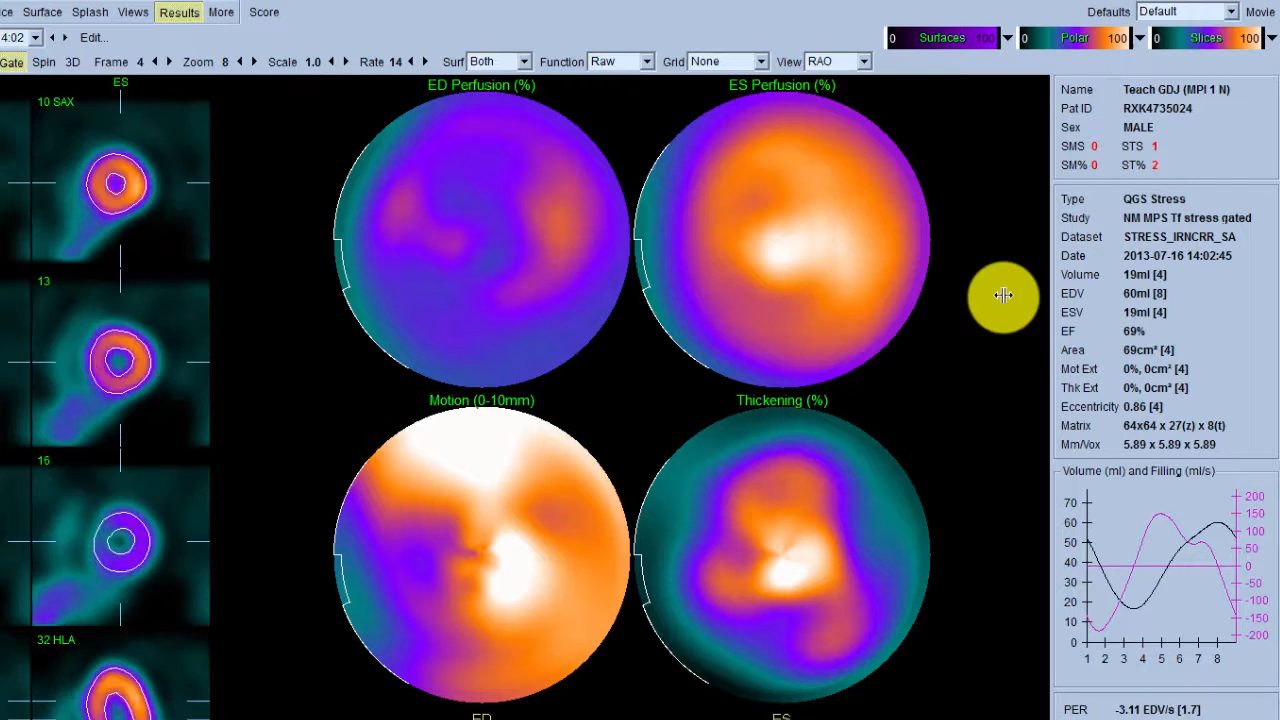 ice Surface Splash Views Results More Score Defaults Default Movie
4:02 Edit... 0 Surfaces 100 0 Polar 100 0 Slices 100
Gate Spin 3D Frame 4 Zoom 8 Scale 1.0 Rate 14 Surf Both Function Raw Grid None View RAO
ES
10 SAX
13
16
32 HLA
ED Perfusion (%)
ES Perfusion (%)
Motion (0-10mm)
Thickening (%)
ED
ES
Name Teach GDJ (MPI 1 N)
Pat ID RXK4735024
Sex MALE
SMS 0 STS 1
SM% 0 ST% 2
Type QGS Stress
Study NM MPS Tf stress gated
Dataset STRESS_IRNCRR_SA
Date 2013-07-16 14:02:45
Volume 19ml [4]
EDV 60ml [8]
ESV 19ml [4]
EF 69%
Area 69cm² [4]
Mot Ext 0%, 0cm² [4]
Thk Ext 0%, 0cm² [4]
Eccentricity 0.86 [4]
Matrix 64x64 x 27(z) x 8(t)
Mm/Vox 5.89 x 5.89 x 5.89
Volume (ml) and Filling (ml/s)
70
60
50
40
30
20
10
0
200
150
100
50
0
-50
-100
-150
-200
1 2 3 4 5 6 7 8
PER -3.11 EDV/s [1.7]